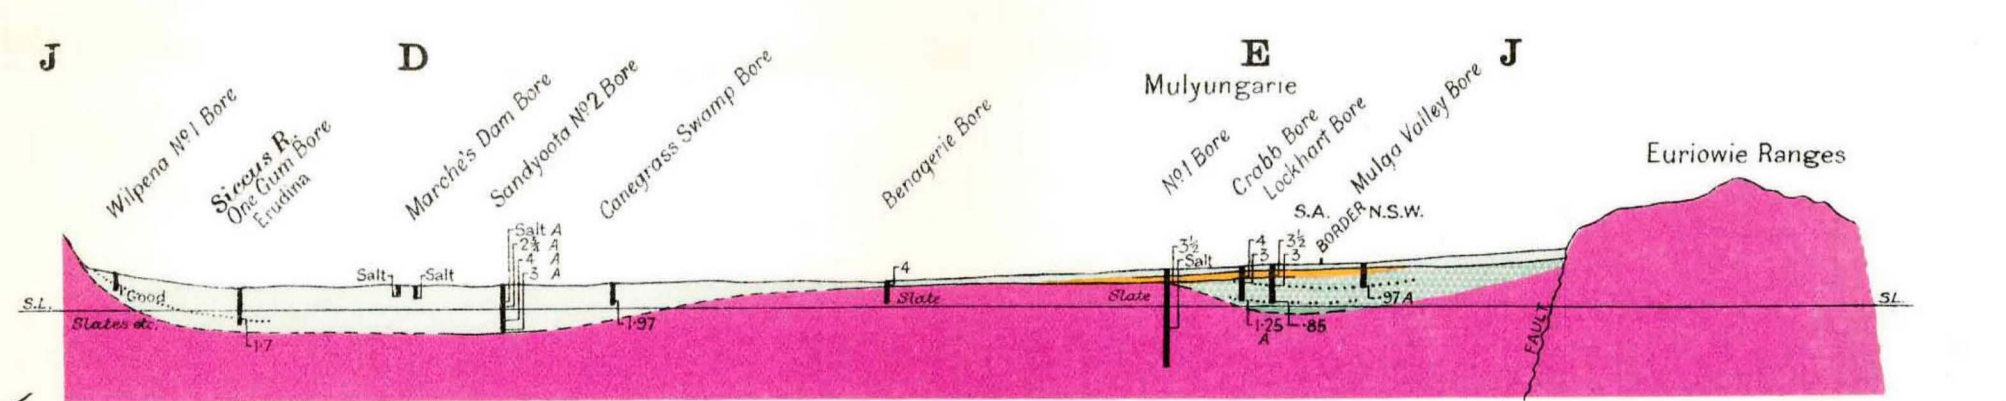 J
D
E
J
Mulyungarie
Wilpena Nº1 Bore
Siccus R.
One Gum Bore
Erudina
Marche's Dam Bore
Sandyoota Nº2 Bore
Canegrass Swamp Bore
Benagerie Bore
Nº1 Bore
Crabb Bore
Lockhart Bore
Mulga Valley Bore
Euriowie Ranges
S.A. BORDER N.S.W.
Salt A
2¾ A
4 A
3 A
Salt
Salt
4
3½
Salt
4
3
3½
3
Good
S.L.
Slates etc.
1·7
1·97
Slate
Slate
·97 A
1·25
A
·85
SL.
FAULT